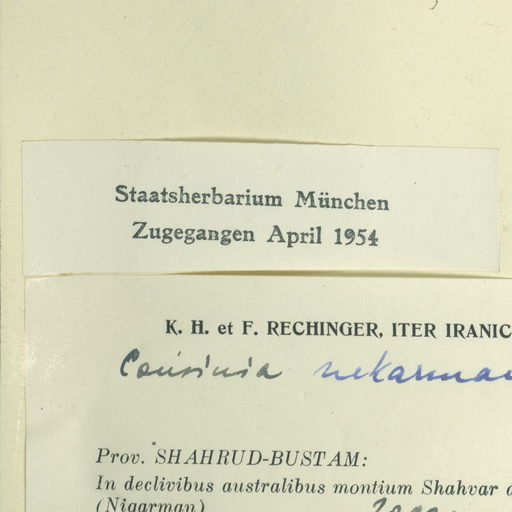 Staatsherbarium München
Zugegangen April 1954
K. H. et F. RECHINGER, ITER IRANIC
Cousinia nekarman
Prov. SHAHRUD-BUSTAM:
In declivibus australibus montium Shahvar
(Nigarman)